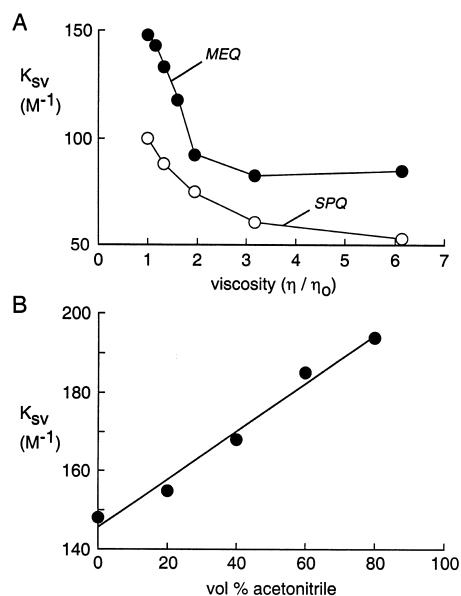 A
150
100
50
K_SV
(M⁻¹)
MEQ
SPQ
0 1 2 3 4 5 6 7
viscosity (η / η₀)
B
200
180
160
140
K_SV
(M⁻¹)
0 20 40 60 80 100
vol % acetonitrile